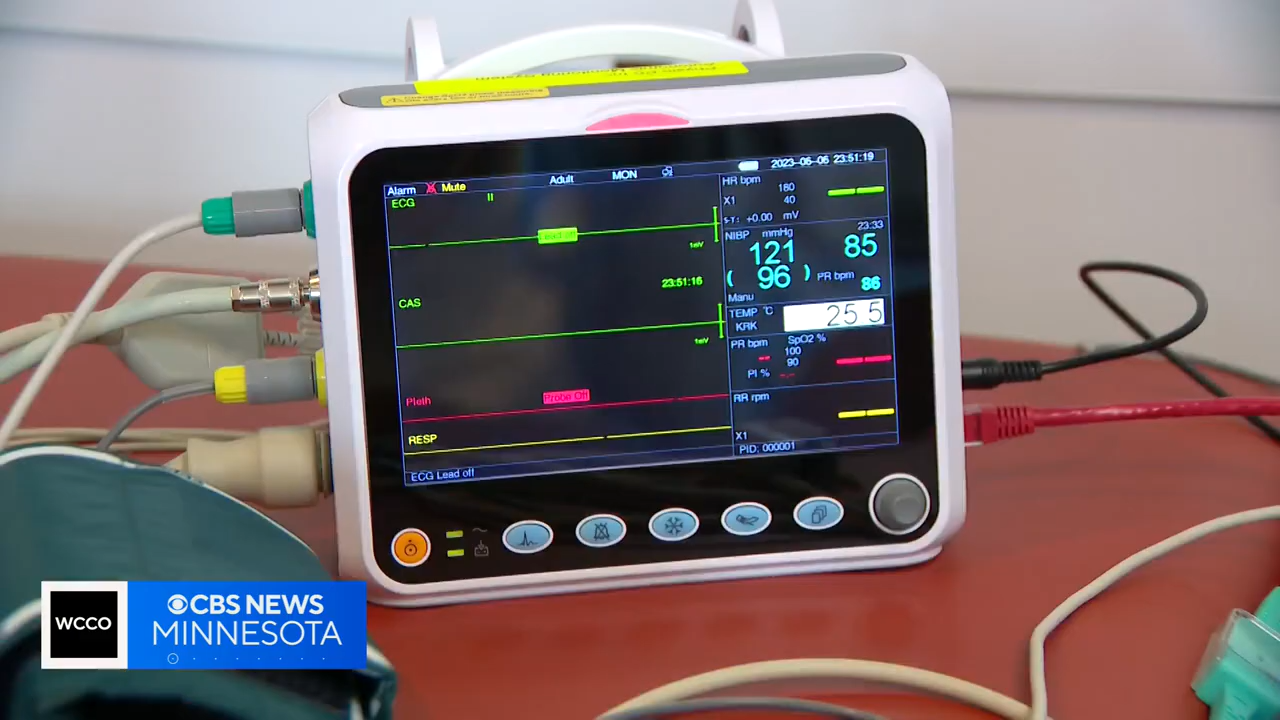 Alarm Mute Adult MON 2023-06-06 23:51:19
ECG II
Lead off
1mV
23:51:16
CAS
1mV
Pleth
Probe Off
RESP
ECG Lead off
HR bpm
180
X1 40
S-T: +0.00 mV
NIBP mmHg 23:33
121 85
( 96 ) PR bpm 86
Manu
TEMP °C 25 5
KRK
PR bpm SpO2 %
-- 100
90
PI % -.-
RR rpm
X1
PID: 000001
WCCO
CBS NEWS
MINNESOTA